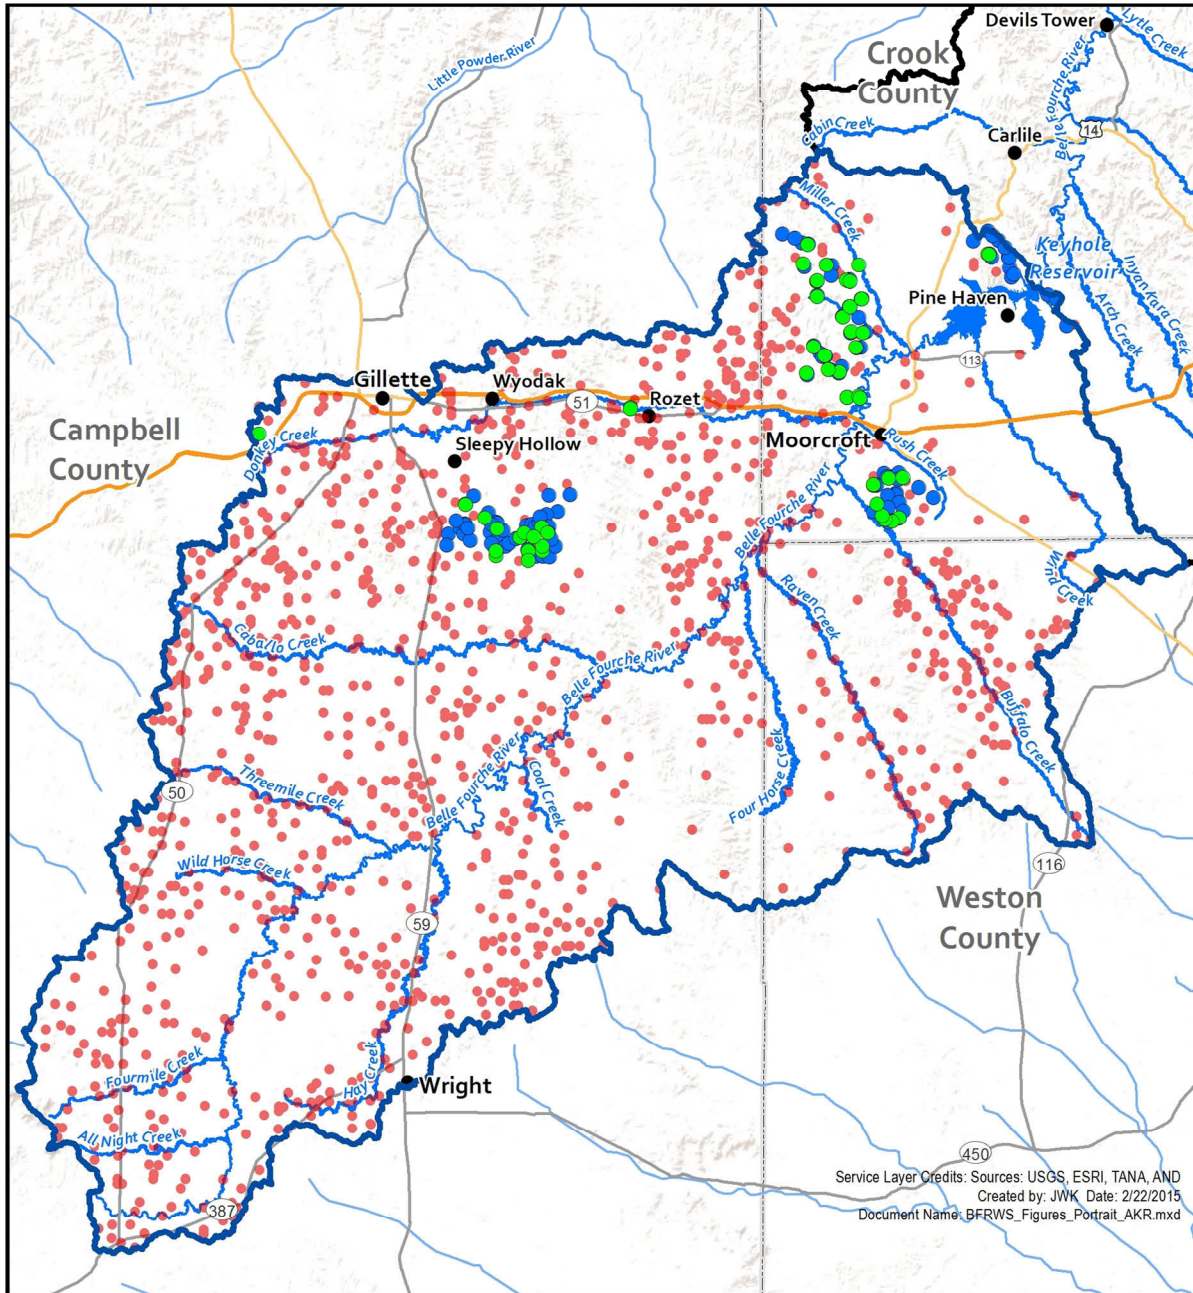 Devils Tower
Lytle Creek
Crook
County
Little Powder River
Belle Fourche River
Cabin Creek
14
Carlile
Miller Creek
Keyhole
Reservoir
Inyan Kara Creek
Arch Creek
Pine Haven
113
Gillette
Wyodak
51
Rozet
Campbell
County
Donkey Creek
Sleepy Hollow
Moorcroft
Rush Creek
Belle Fourche River
Wind Creek
Raven Creek
Caballo Creek
Belle Fourche River
Buffalo Creek
Four Horse Creek
Coal Creek
Belle Fourche River
Threemile Creek
50
Wild Horse Creek
116
Weston
County
59
Fourmile Creek
Hay Creek
Wright
All Night Creek
450
387
Service Layer Credits: Sources: USGS, ESRI, TANA, AND
Created by: JWK Date: 2/22/2015
Document Name: BFRWS_Figures_Portrait_AKR.mxd